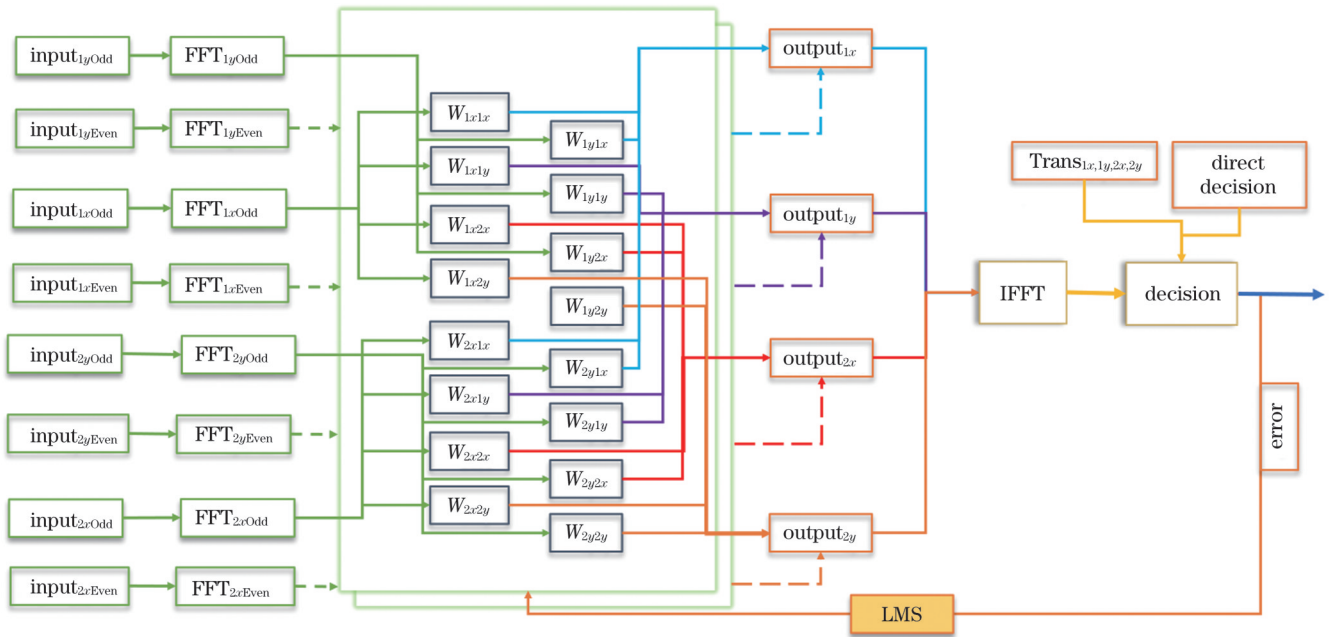 input1yOdd
FFT1yOdd
input1yEven
FFT1yEven
input1xOdd
FFT1xOdd
input1xEven
FFT1xEven
input2yOdd
FFT2yOdd
input2yEven
FFT2yEven
input2xOdd
FFT2xOdd
input2xEven
FFT2xEven
W1x1x
W1y1x
W1x1y
W1y1y
W1x2x
W1y2x
W1x2y
W1y2y
W2x1x
W2y1x
W2x1y
W2y1y
W2x2x
W2y2x
W2x2y
W2y2y
output1x
output1y
output2x
output2y
Trans1x,1y,2x,2y
direct
decision
IFFT
decision
error
LMS